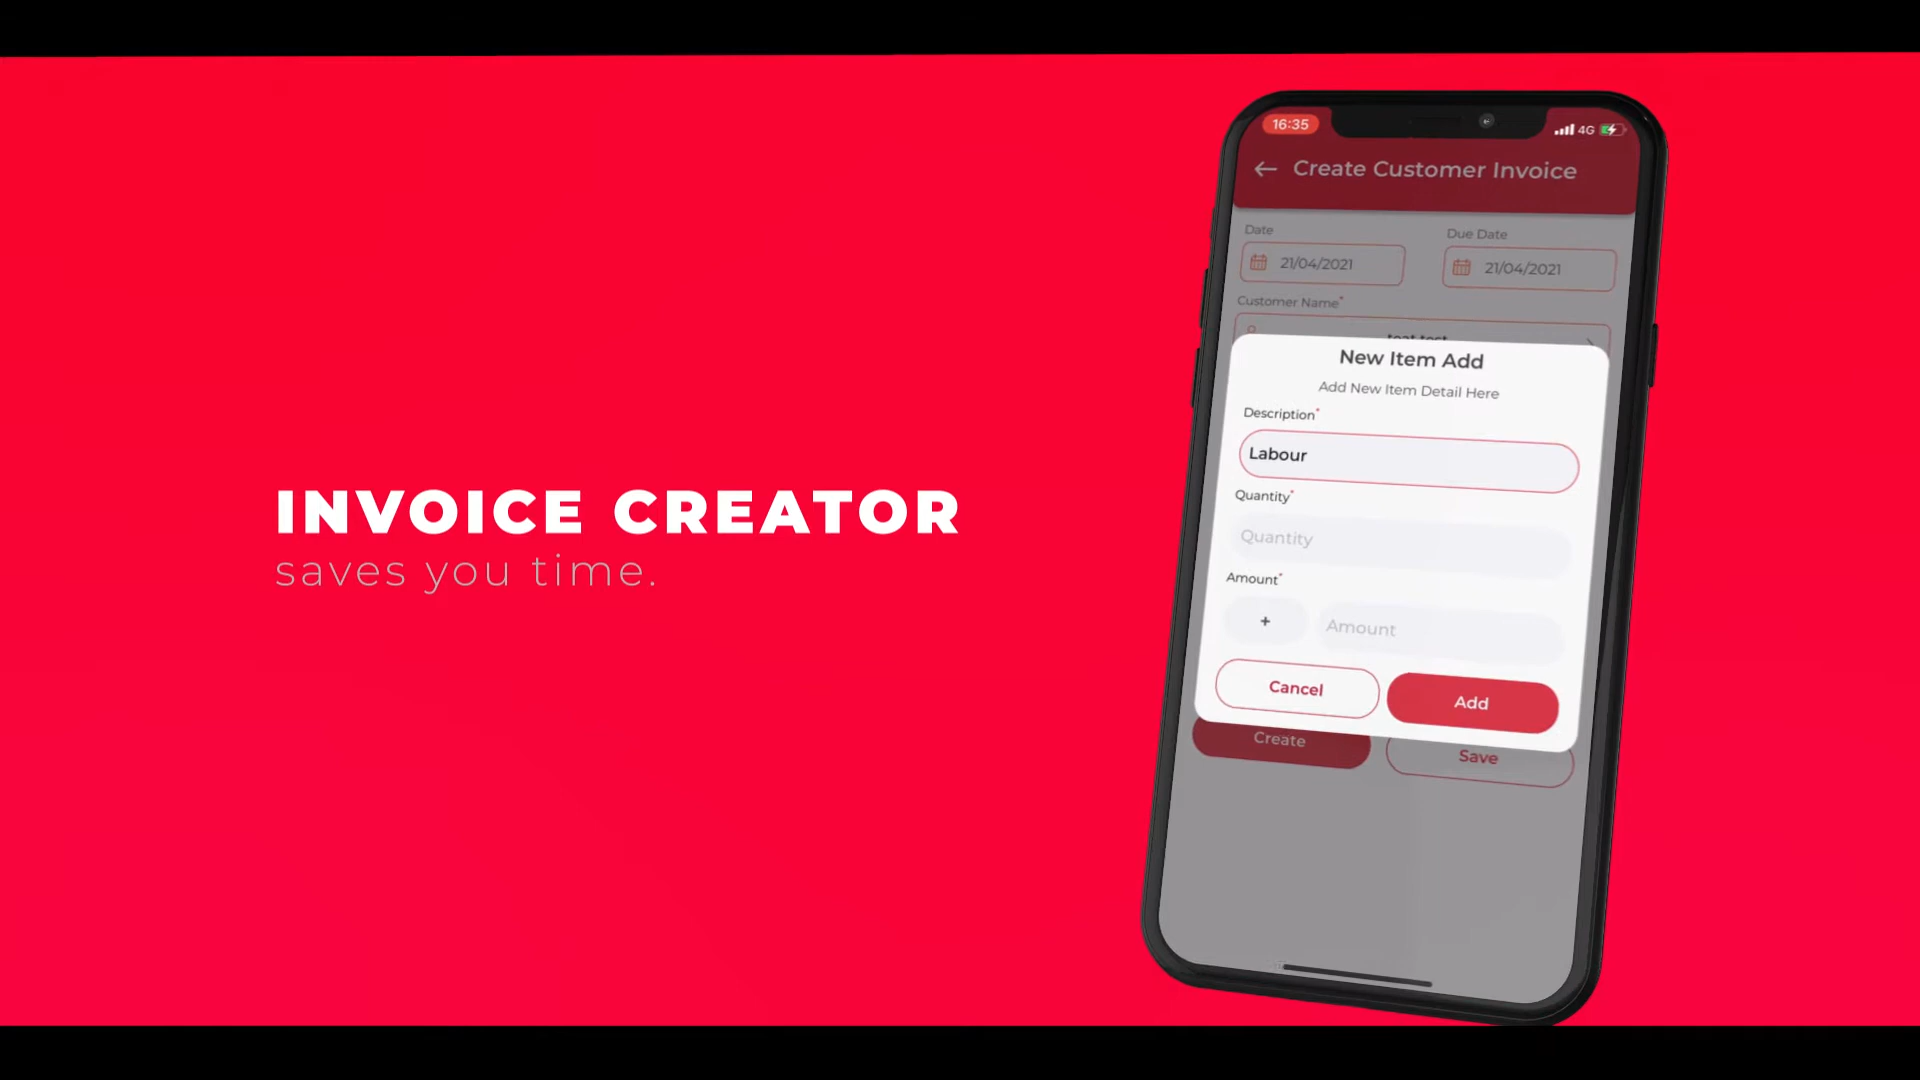 INVOICE CREATOR
saves you time.
16:35
4G
Create Customer Invoice
Date
Due Date
21/04/2021
21/04/2021
Customer Name*
New Item Add
Add New Item Detail Here
Description*
Labour
Quantity*
Quantity
Amount*
+
Amount
Cancel
Add
Create
Save